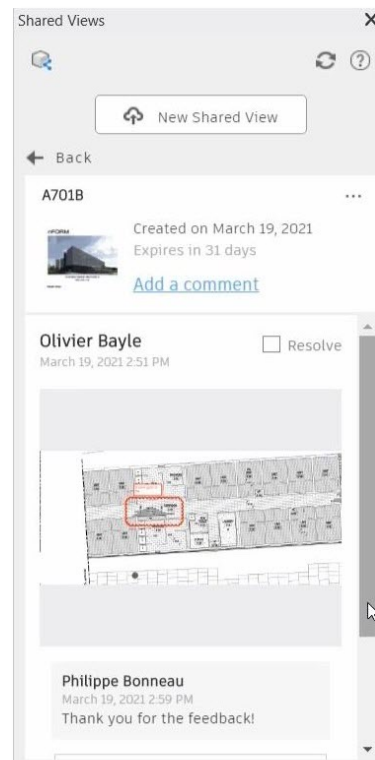 Shared Views
New Shared View
Back
A701B
Created on March 19, 2021
Expires in 31 days
Add a comment
Olivier Bayle
Resolve
March 19, 2021 2:51 PM
Philippe Bonneau
March 19, 2021 2:59 PM
Thank you for the feedback!